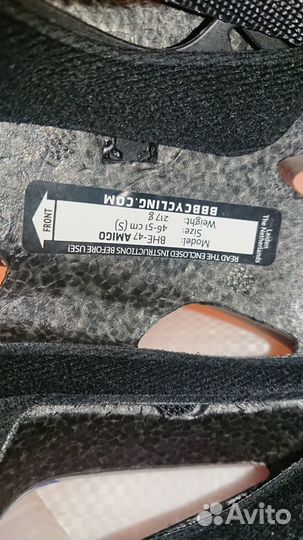 READ THE ENCLOSED INSTRUCTIONS BEFORE USE!
Model: BHE-47 AMIGO
Size: 46-51 cm (S)
Weight: 217 g
BBBCYCLING.COM
FRONT
Leiden
The Netherlands
Avito